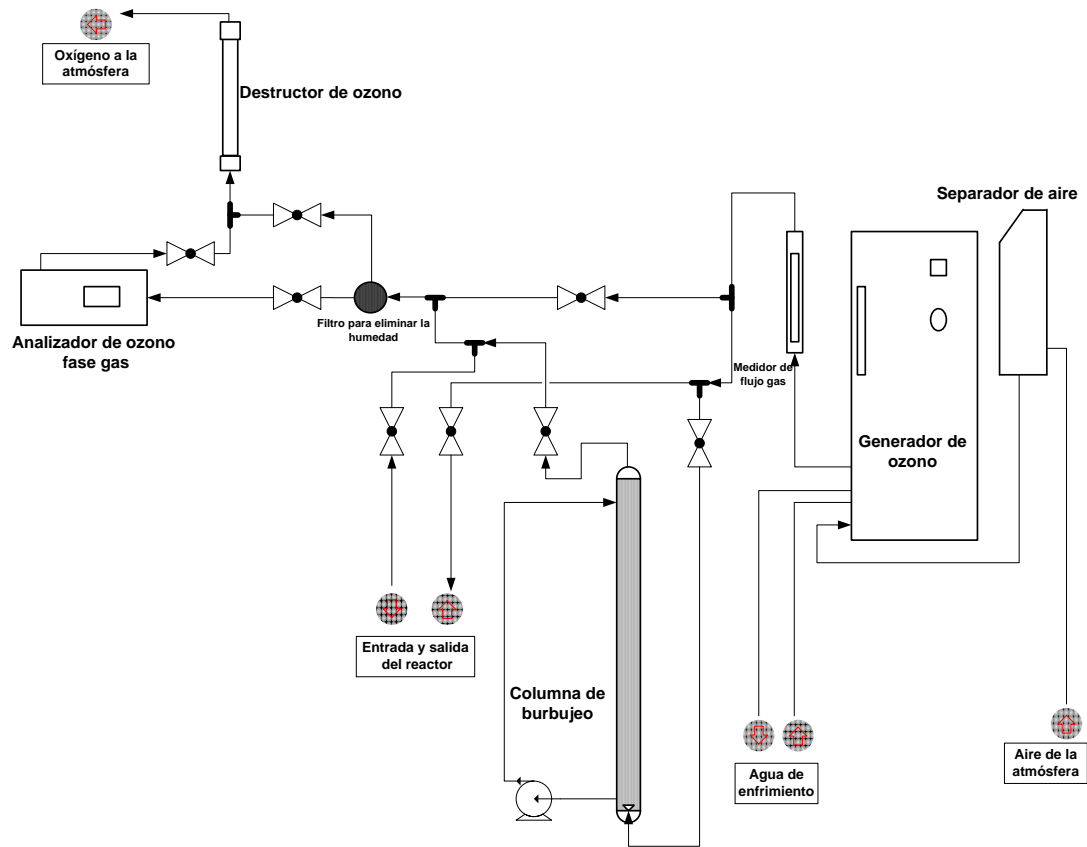 Oxígeno a la
atmósfera
Destructor de ozono
Separador de aire
Analizador de ozono
fase gas
Filtro para eliminar la
humedad
Medidor de
flujo gas
Generador de
ozono
Entrada y salida
del reactor
Columna de
burbujeo
Agua de
enfrimiento
Aire de la
atmósfera